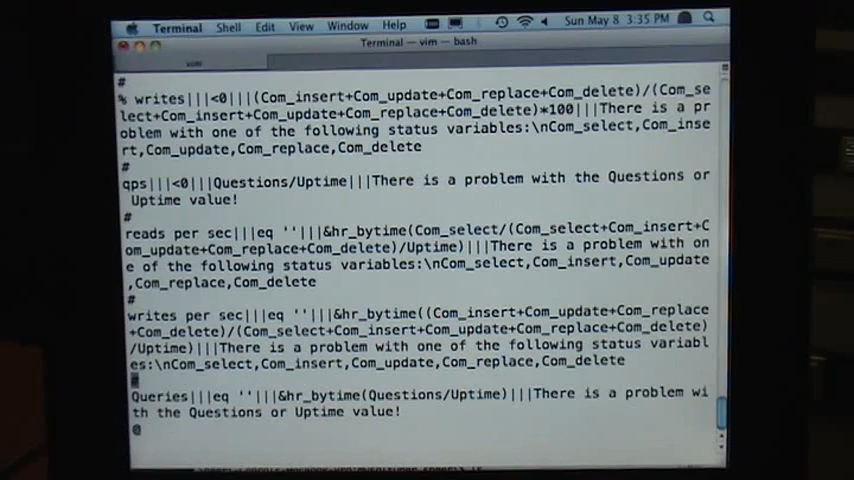 Terminal Shell Edit View Window Help Sun May 8 3:35 PM
Terminal — vim — bash
vim
#
% writes|||<0|||(Com_insert+Com_update+Com_replace+Com_delete)/(Com_se
lect+Com_insert+Com_update+Com_replace+Com_delete)*100|||There is a pr
oblem with one of the following status variables:\nCom_select,Com_inse
rt,Com_update,Com_replace,Com_delete
#
qps|||<0|||Questions/Uptime|||There is a problem with the Questions or
Uptime value!
#
reads per sec|||eq ''|||&hr_bytime(Com_select/(Com_select+Com_insert+C
om_update+Com_replace+Com_delete)/Uptime)|||There is a problem with on
e of the following status variables:\nCom_select,Com_insert,Com_update
,Com_replace,Com_delete
#
writes per sec|||eq ''|||&hr_bytime((Com_insert+Com_update+Com_replace
+Com_delete)/(Com_select+Com_insert+Com_update+Com_replace+Com_delete)
/Uptime)|||There is a problem with one of the following status variabl
es:\nCom_select,Com_insert,Com_update,Com_replace,Com_delete
#
Queries|||eq ''|||&hr_bytime(Questions/Uptime)|||There is a problem wi
th the Questions or Uptime value!
@